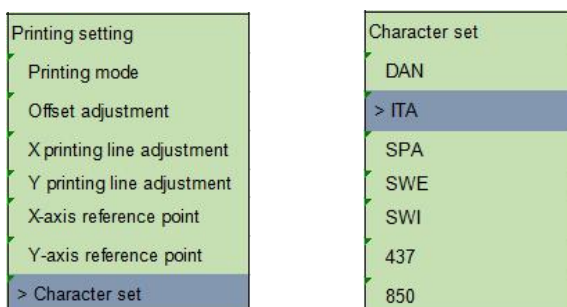 Printing setting
Printing mode
Offset adjustment
X printing line adjustment
Y printing line adjustment
X-axis reference point
Y-axis reference point
> Character set
Character set
DAN
> ITA
SPA
SWE
SWI
437
850